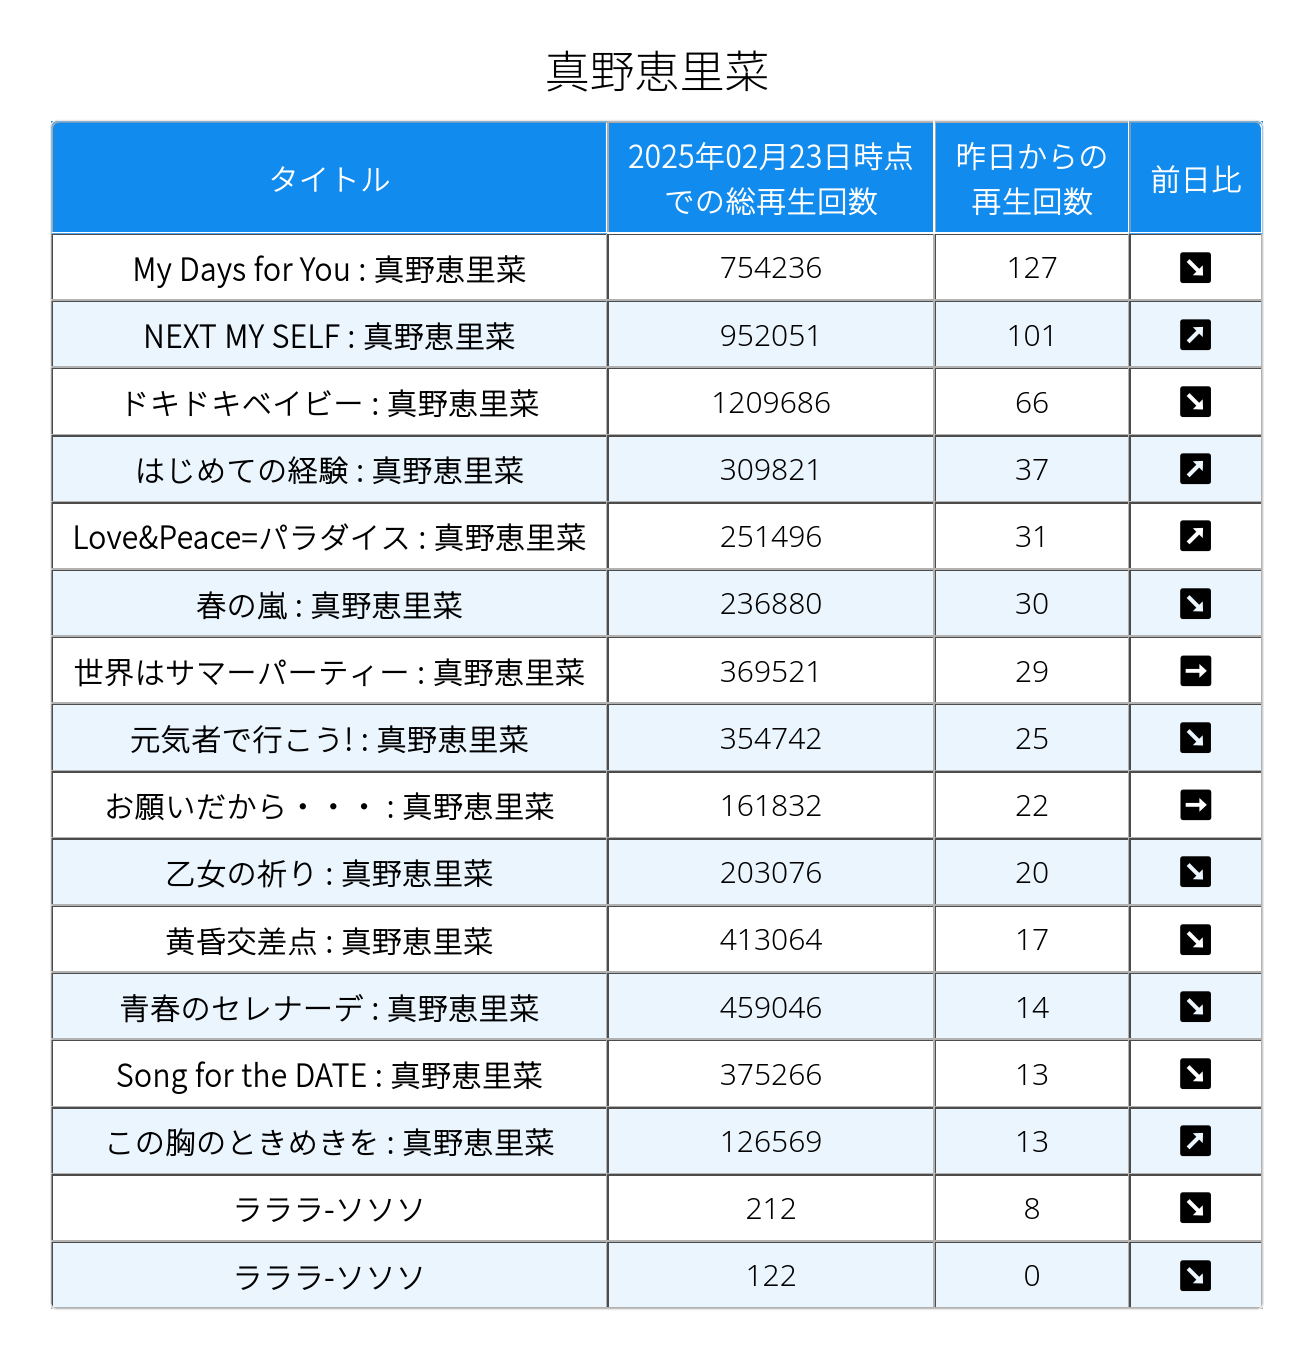 真野恵里菜
タイトル 2025年02月23日時点での総再生回数 昨日からの再生回数 前日比
My Days for You : 真野恵里菜 754236 127 ↘
NEXT MY SELF : 真野恵里菜 952051 101 ↗
ドキドキベイビー : 真野恵里菜 1209686 66 ↘
はじめての経験 : 真野恵里菜 309821 37 ↗
Love&Peace=パラダイス : 真野恵里菜 251496 31 ↗
春の嵐 : 真野恵里菜 236880 30 ↘
世界はサマーパーティー : 真野恵里菜 369521 29 →
元気者で行こう! : 真野恵里菜 354742 25 ↘
お願いだから・・・ : 真野恵里菜 161832 22 →
乙女の祈り : 真野恵里菜 203076 20 ↘
黄昏交差点 : 真野恵里菜 413064 17 ↘
青春のセレナーデ : 真野恵里菜 459046 14 ↘
Song for the DATE : 真野恵里菜 375266 13 ↘
この胸のときめきを : 真野恵里菜 126569 13 ↗
ラララ-ソソソ 212 8 ↘
ラララ-ソソソ 122 0 ↘